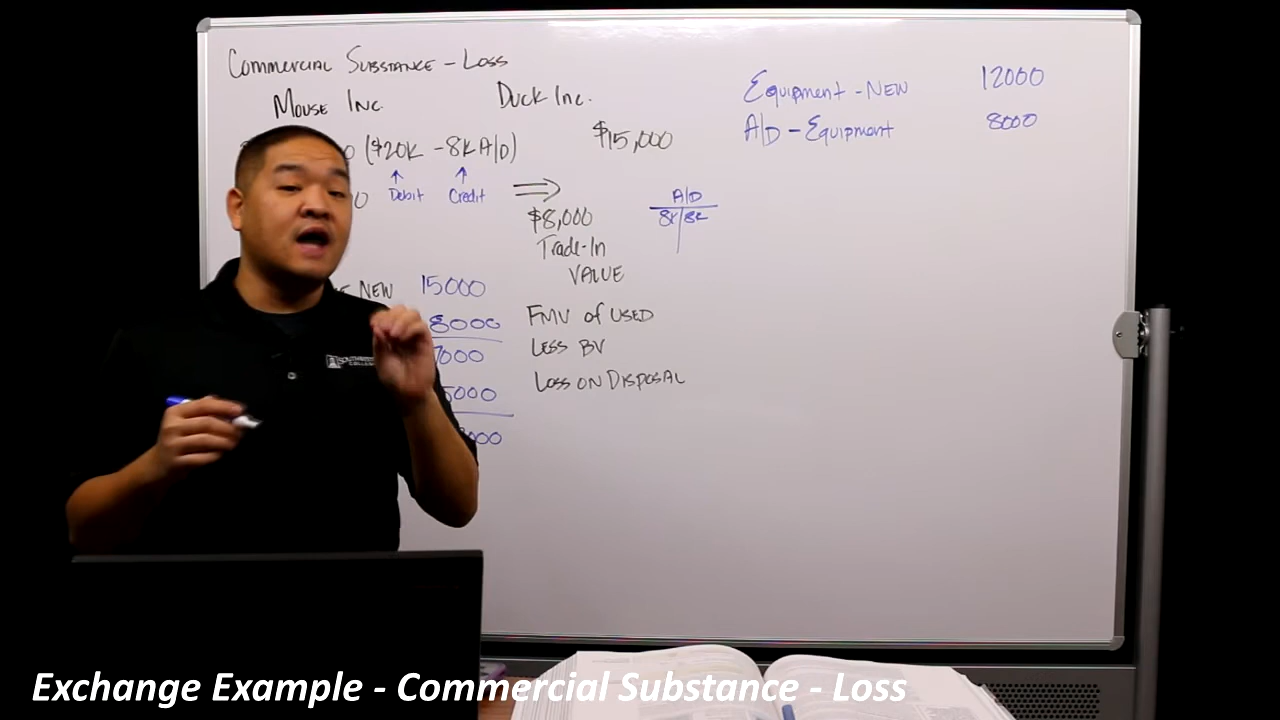 Commercial Substance - Loss
Mouse Inc.
Duck Inc.
($20K - 8K A/D)
$15,000
Debit
Credit
$8,000
Trade-In
Value
A/D
8K 8K
New 15000
8000
7000
5000
FMV of Used
Less BV
Loss on Disposal
Equipment - New 12000
A/D - Equipment 8000
Exchange Example - Commercial Substance - Loss